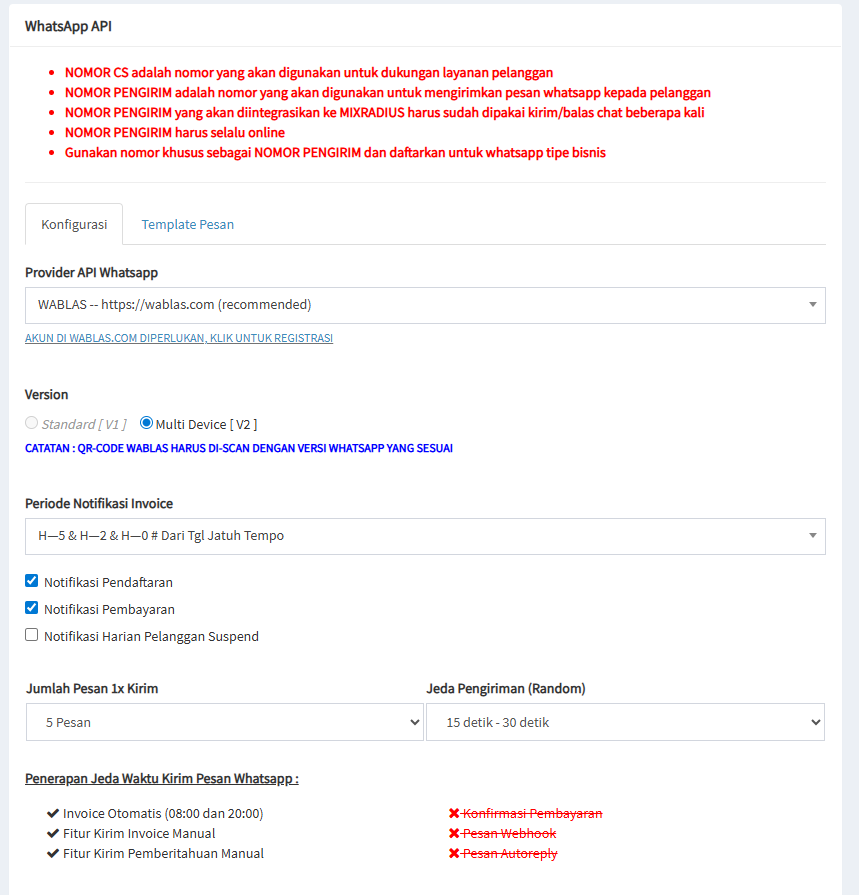 WhatsApp API
NOMOR CS adalah nomor yang akan digunakan untuk dukungan layanan pelanggan
NOMOR PENGIRIM adalah nomor yang akan digunakan untuk mengirimkan pesan whatsapp kepada pelanggan
NOMOR PENGIRIM yang akan diintegrasikan ke MIXRADIUS harus sudah dipakai kirim/balas chat beberapa kali
NOMOR PENGIRIM harus selalu online
Gunakan nomor khusus sebagai NOMOR PENGIRIM dan daftarkan untuk whatsapp tipe bisnis
Konfigurasi Template Pesan
Provider API Whatsapp
WABLAS -- https://wablas.com (recommended)
AKUN DI WABLAS.COM DIPERLUKAN, KLIK UNTUK REGISTRASI
Version
Standard [ V1 ] Multi Device [ V2 ]
CATATAN : QR-CODE WABLAS HARUS DI-SCAN DENGAN VERSI WHATSAPP YANG SESUAI
Periode Notifikasi Invoice
H—5 & H—2 & H—0 # Dari Tgl Jatuh Tempo
Notifikasi Pendaftaran
Notifikasi Pembayaran
Notifikasi Harian Pelanggan Suspend
Jumlah Pesan 1x Kirim Jeda Pengiriman (Random)
5 Pesan 15 detik - 30 detik
Penerapan Jeda Waktu Kirim Pesan Whatsapp :
Invoice Otomatis (08:00 dan 20:00) Konfirmasi Pembayaran
Fitur Kirim Invoice Manual Pesan Webhook
Fitur Kirim Pemberitahuan Manual Pesan Autoreply